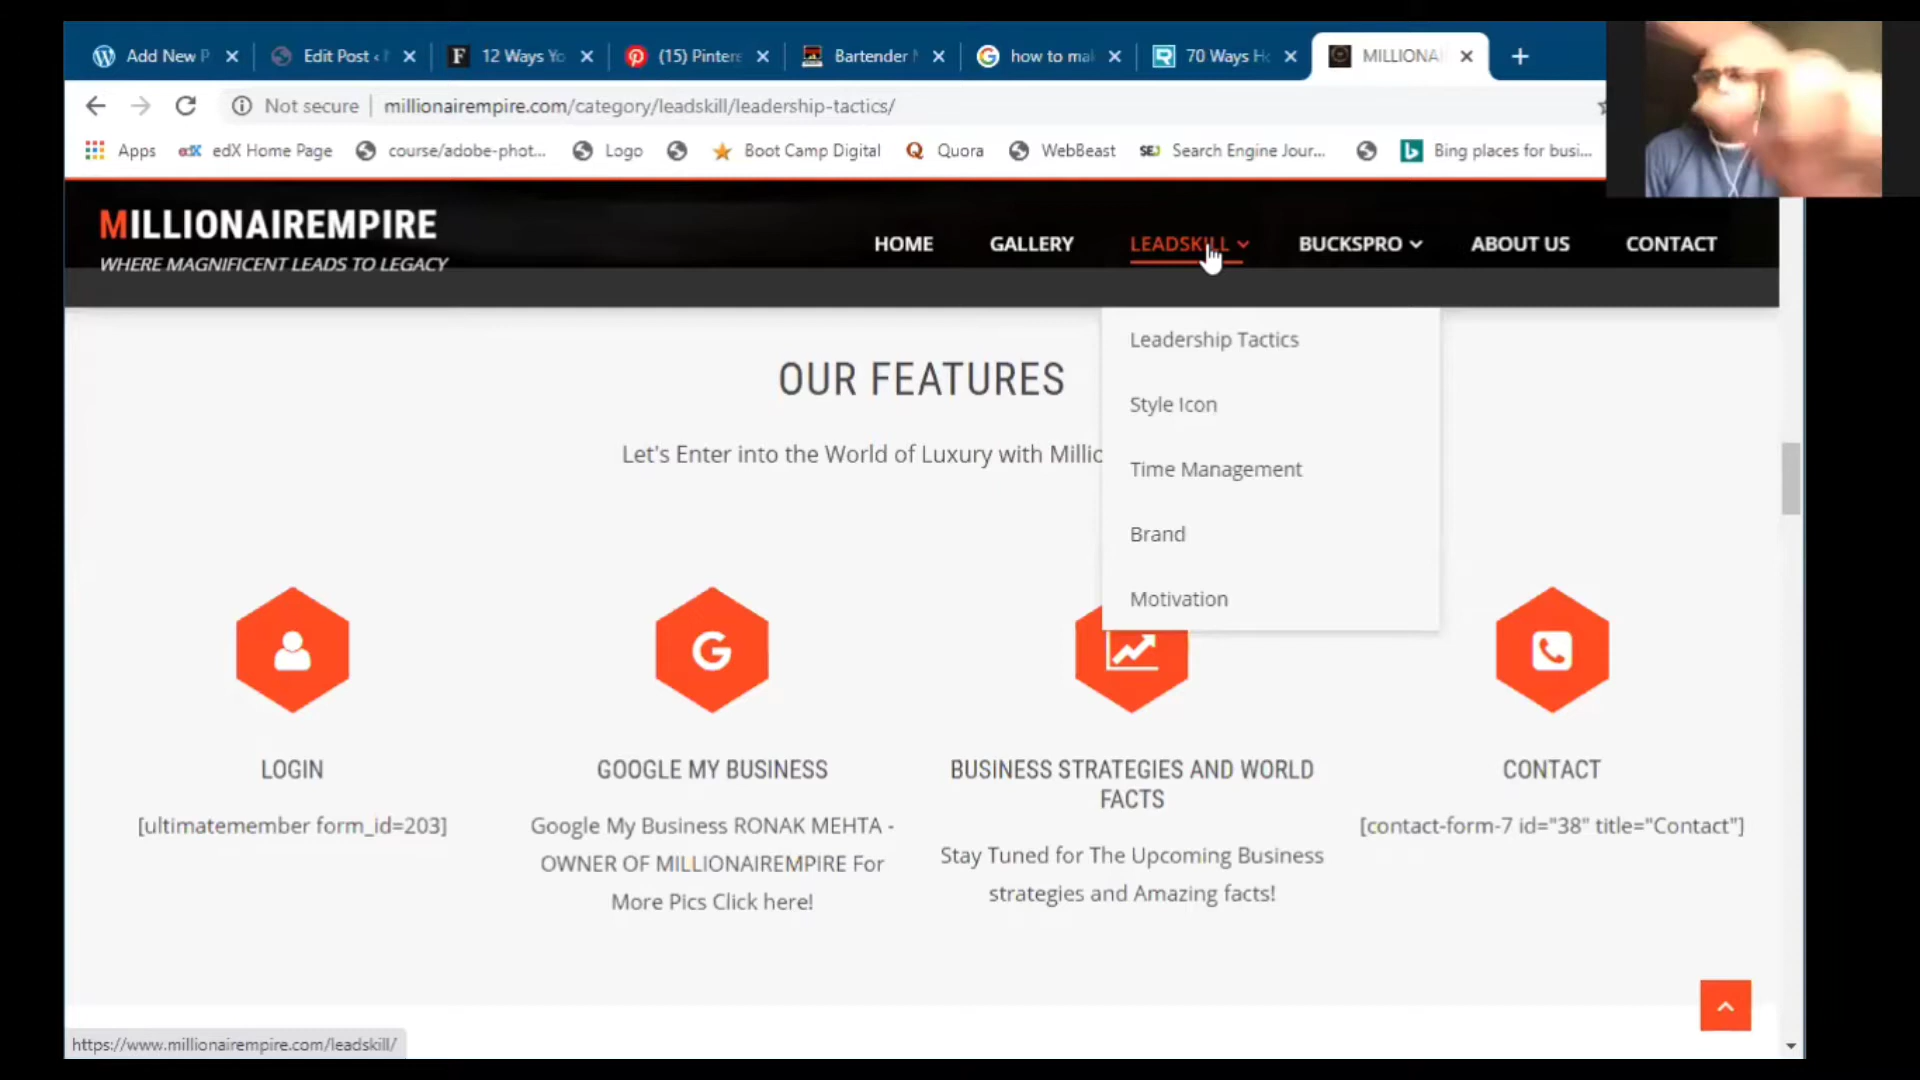 Add New P
Edit Post ‹
12 Ways Yo
(15) Pintere
Bartender
how to mak
70 Ways Ho
MILLIONAI
Not secure
millionairempire.com/category/leadskill/leadership-tactics/
Apps
edX
edX Home Page
course/adobe-phot...
Logo
Boot Camp Digital
Quora
WebBeast
SEJ
Search Engine Jour...
Bing places for busi...
MILLIONAIREMPIRE
WHERE MAGNIFICENT LEADS TO LEGACY
HOME
GALLERY
LEADSKILL
BUCKSPRO
ABOUT US
CONTACT
Leadership Tactics
Style Icon
Time Management
Brand
Motivation
OUR FEATURES
Let's Enter into the World of Luxury with Millic
LOGIN
[ultimatemember form_id=203]
GOOGLE MY BUSINESS
Google My Business RONAK MEHTA -
OWNER OF MILLIONAIREMPIRE For
More Pics Click here!
BUSINESS STRATEGIES AND WORLD
FACTS
Stay Tuned for The Upcoming Business
strategies and Amazing facts!
CONTACT
[contact-form-7 id="38" title="Contact"]
https://www.millionairempire.com/leadskill/